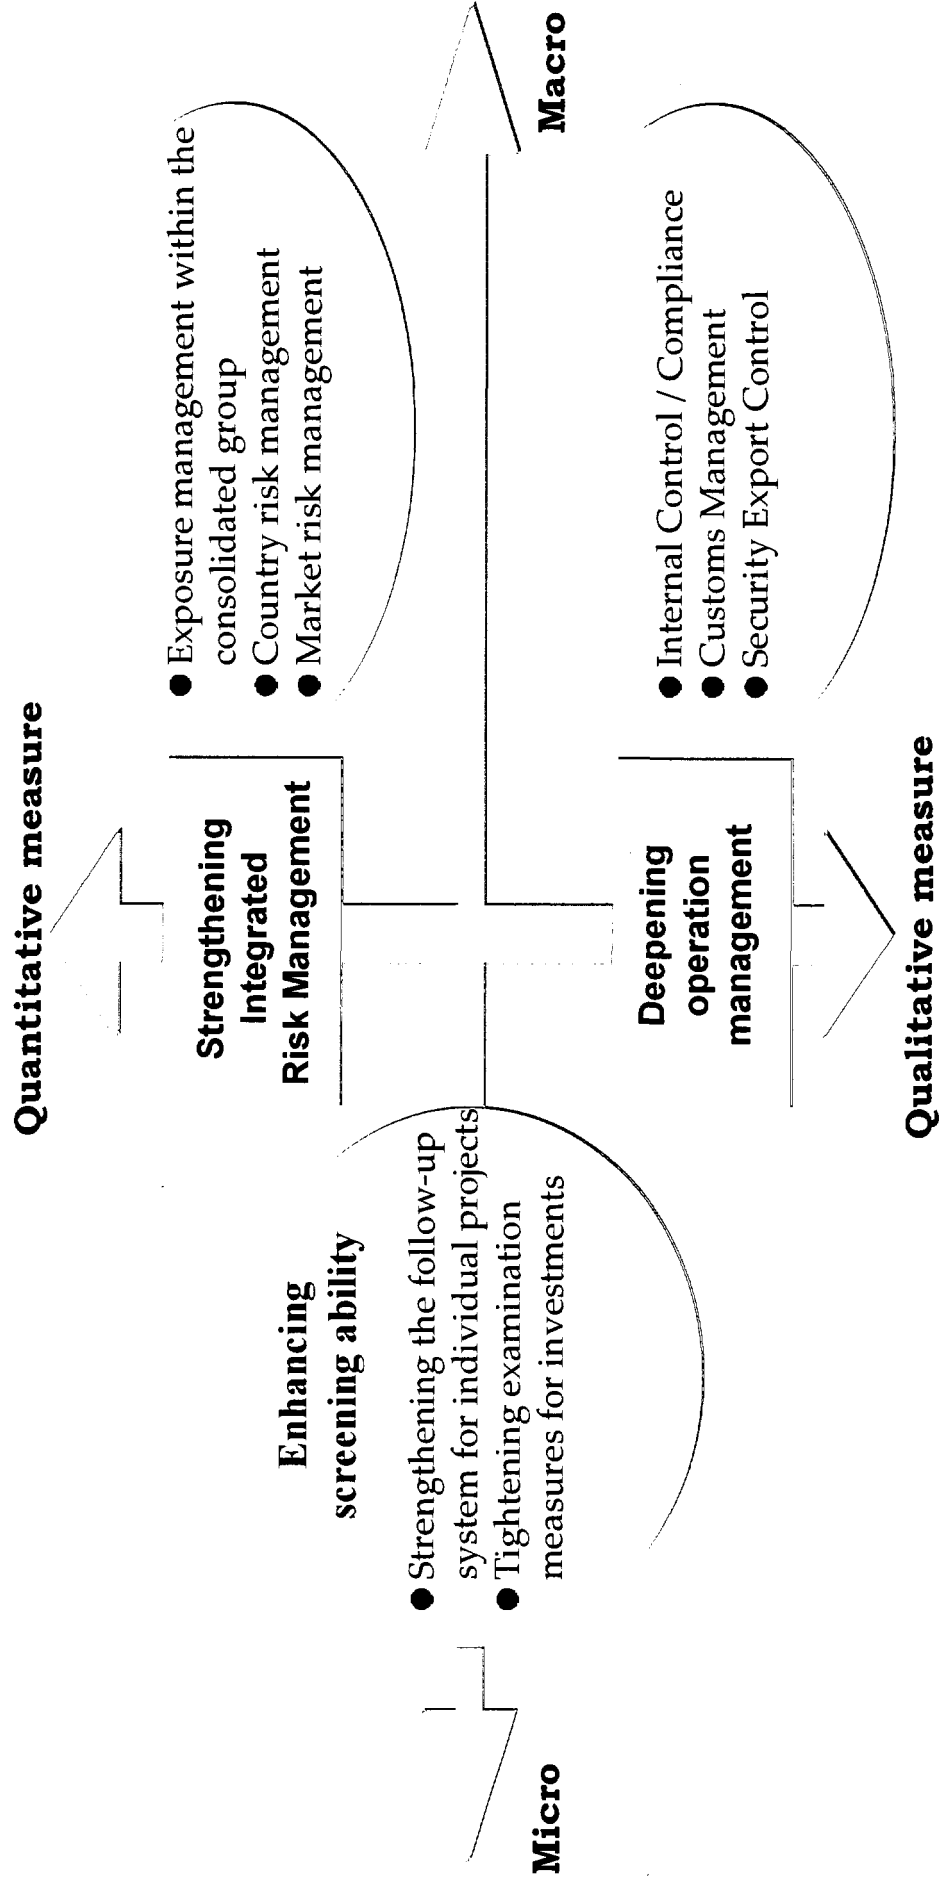 Quantitative measure
Strengthening
Integrated
Risk Management
● Exposure management within the
consolidated group
● Country risk management
● Market risk management
Enhancing
screening ability
● Strengthening the follow-up
system for individual projects
● Tightening examination
measures for investments
Micro
Macro
Deepening
operation
management
● Internal Control / Compliance
● Customs Management
● Security Export Control
Qualitative measure